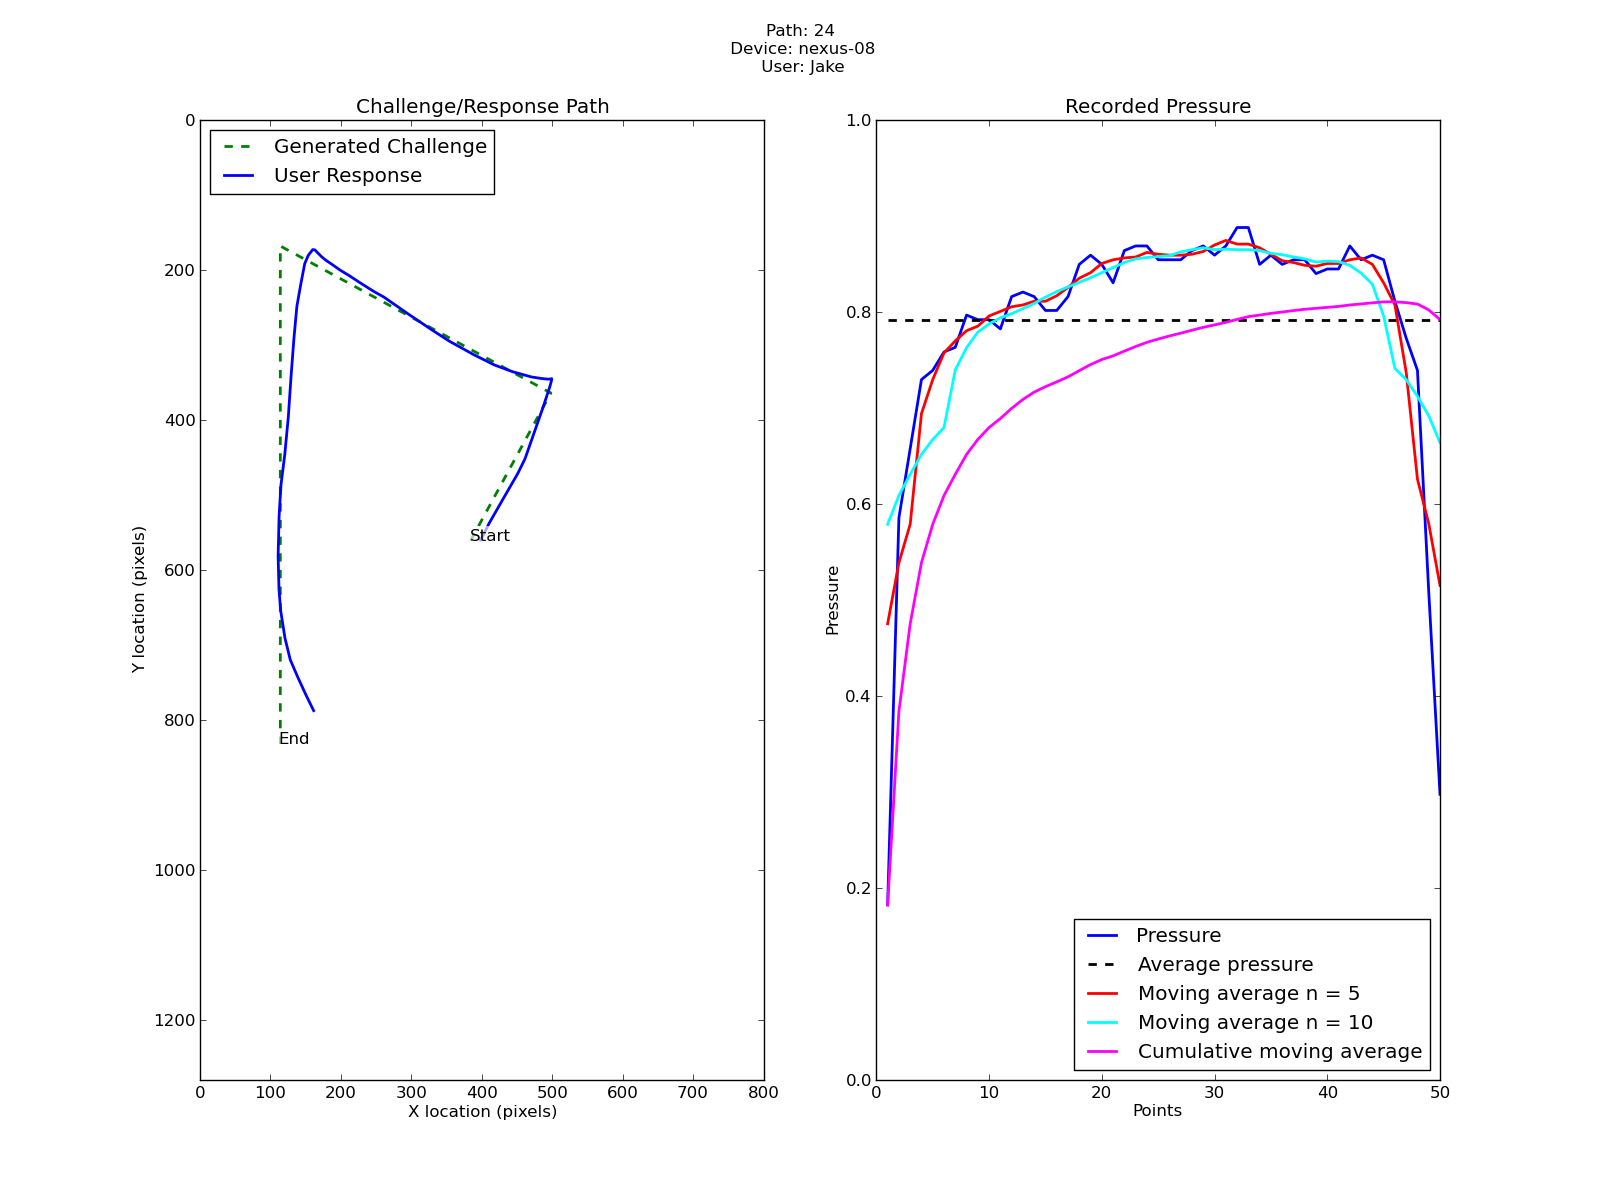 Path: 24
Device: nexus-08
User: Jake
Challenge/Response Path
0
200
400
600
800
1000
1200
Y location (pixels)
Generated Challenge
User Response
Start
End
0 100 200 300 400 500 600 700 800
X location (pixels)
Recorded Pressure
1.0
0.8
0.6
0.4
0.2
0.0
Pressure
Pressure
Average pressure
Moving average n = 5
Moving average n = 10
Cumulative moving average
0 10 20 30 40 50
Points